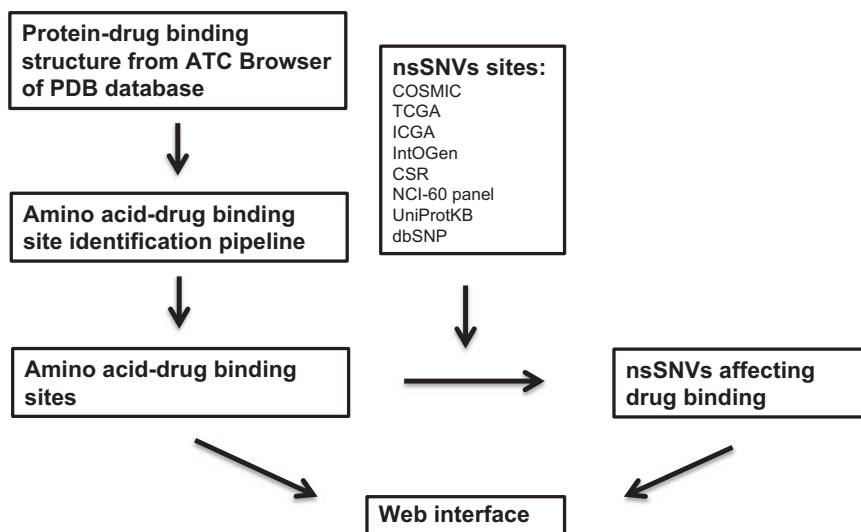 Protein-drug binding
structure from ATC Browser
of PDB database
nsSNVs sites:
COSMIC
TCGA
ICGA
IntOGen
CSR
NCI-60 panel
UniProtKB
dbSNP
Amino acid-drug binding
site identification pipeline
Amino acid-drug binding
sites
nsSNVs affecting
drug binding
Web interface